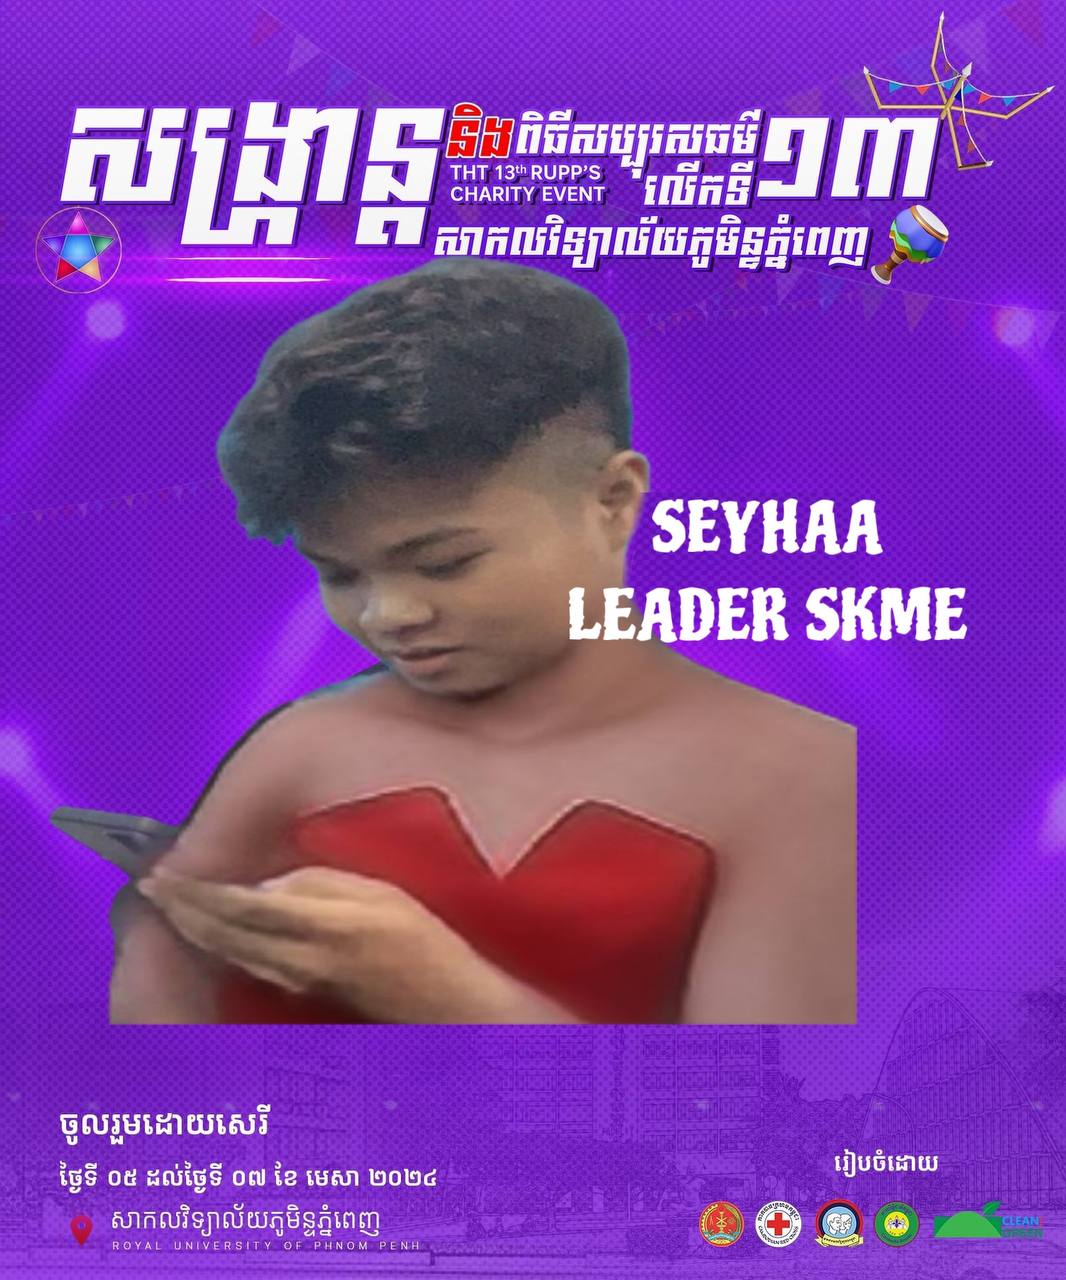 សង្ក្រាន្ត និង ពិធីសប្បុរសធម៌
THT 13th RUPP'S
CHARITY EVENT
លើកទី ១៣
សាកលវិទ្យាល័យភូមិន្ទភ្នំពេញ
SEYHAA
LEADER SKME
ចូលរួមដោយសេរី
ថ្ងៃទី ០៥ ដល់ថ្ងៃទី ០៧ ខែ មេសា ២០២៤
សាកលវិទ្យាល័យភូមិន្ទភ្នំពេញ
ROYAL UNIVERSITY OF PHNOM PENH
រៀបចំដោយ
CLEAN
GREEN